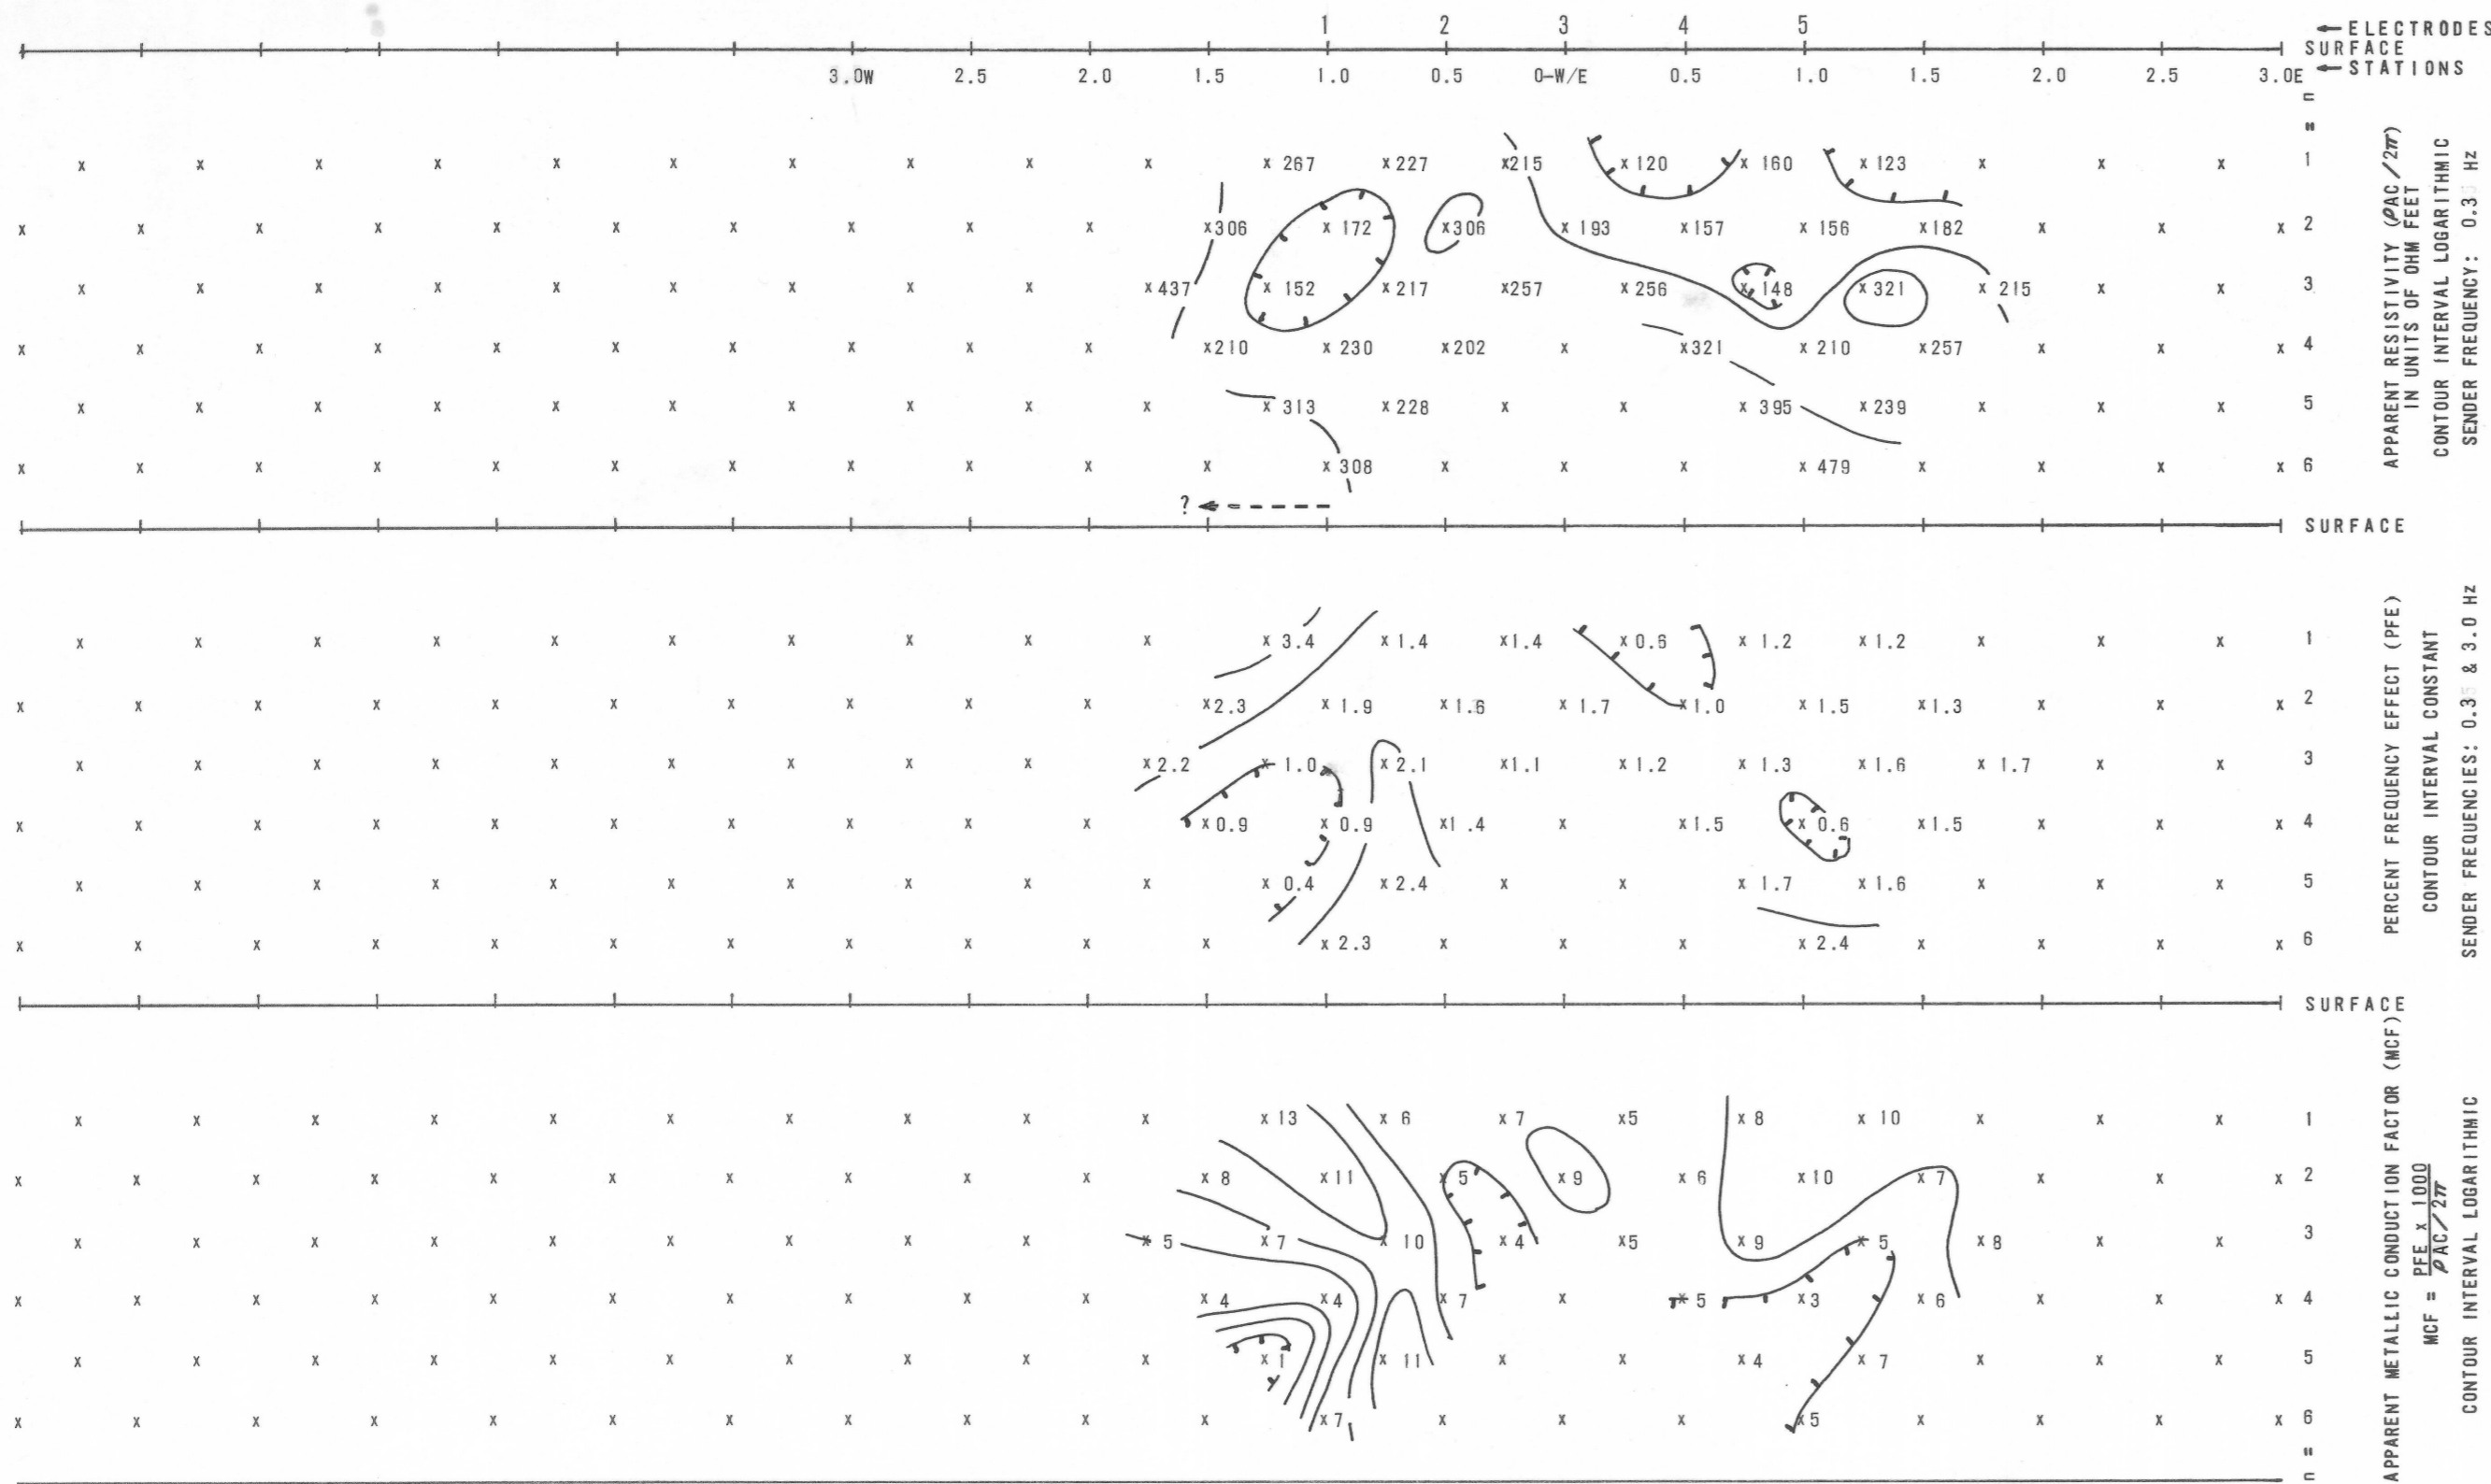 1 2 3 4 5 ←ELECTRODES
SURFACE
3.0W 2.5 2.0 1.5 1.0 0.5 0-W/E 0.5 1.0 1.5 2.0 2.5 3.0E ←STATIONS
n
=
x x x x x x x x x x x 267 x 227 x 215 x 120 x 160 x 123 x x x 1
x x x x x x x x x x x 306 x 172 x 306 x 193 x 157 x 156 x 182 x x x 2
x x x x x x x x x x 437 x 152 x 217 x 257 x 256 x 148 x 321 x 215 x x 3
x x x x x x x x x x x 210 x 230 x 202 x x 321 x 210 x 257 x x x 4
x x x x x x x x x x x 313 x 228 x x x 395 x 239 x x x 5
x x x x x x x x x x x x 308 x x x x 479 x x x x 6
?
APPARENT RESISTIVITY (ρAC/2π)
IN UNITS OF OHM FEET
CONTOUR INTERVAL LOGARITHMIC
SENDER FREQUENCY: 0.3 Hz
SURFACE
x x x x x x x x x x x 3.4 x 1.4 x 1.4 x 0.6 x 1.2 x 1.2 x x x 1
x x x x x x x x x x x 2.3 x 1.9 x 1.6 x 1.7 x 1.0 x 1.5 x 1.3 x x x 2
x x x x x x x x x x 2.2 x 1.0 x 2.1 x 1.1 x 1.2 x 1.3 x 1.6 x 1.7 x x 3
x x x x x x x x x x x 0.9 x 0.9 x 1.4 x x 1.5 x 0.6 x 1.5 x x x 4
x x x x x x x x x x x 0.4 x 2.4 x x x 1.7 x 1.6 x x x 5
x x x x x x x x x x x x 2.3 x x x x 2.4 x x x x 6
PERCENT FREQUENCY EFFECT (PFE)
CONTOUR INTERVAL CONSTANT
SENDER FREQUENCIES: 0.35 & 3.0 Hz
SURFACE
x x x x x x x x x x x 13 x 6 x 7 x 5 x 8 x 10 x x x 1
x x x x x x x x x x x 8 x 11 x 5 x 9 x 6 x 10 x 7 x x x 2
x x x x x x x x x x 5 x 7 x 10 x 4 x 5 x 9 x 5 x 8 x x 3
x x x x x x x x x x x 4 x 4 x 7 x x 5 x 3 x 6 x x x 4
x x x x x x x x x x x 1 x 11 x x x 4 x 7 x x x 5
x x x x x x x x x x x x 7 x x x x 5 x x x x 6
=
n
APPARENT METALLIC CONDUCTION FACTOR (MCF)
MCF = PFE x 1000
ρAC/2π
CONTOUR INTERVAL LOGARITHMIC